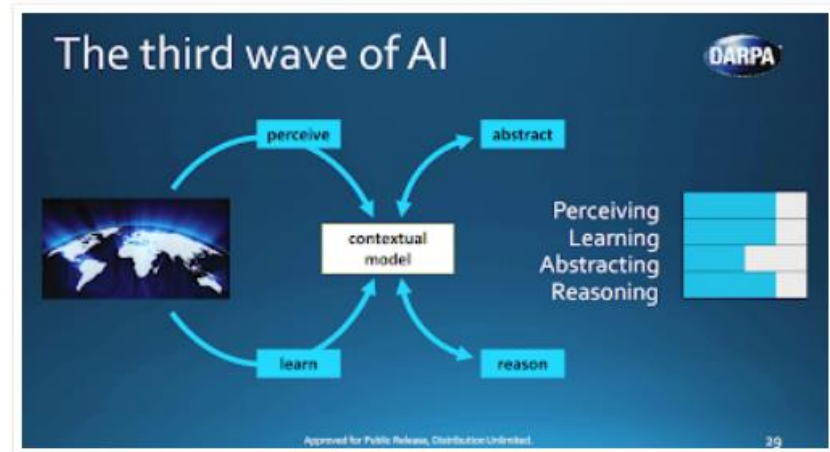 The third wave of AI
DARPA
perceive
abstract
contextual
model
learn
reason
Perceiving
Learning
Abstracting
Reasoning
Approved for Public Release, Distribution Unlimited.
29